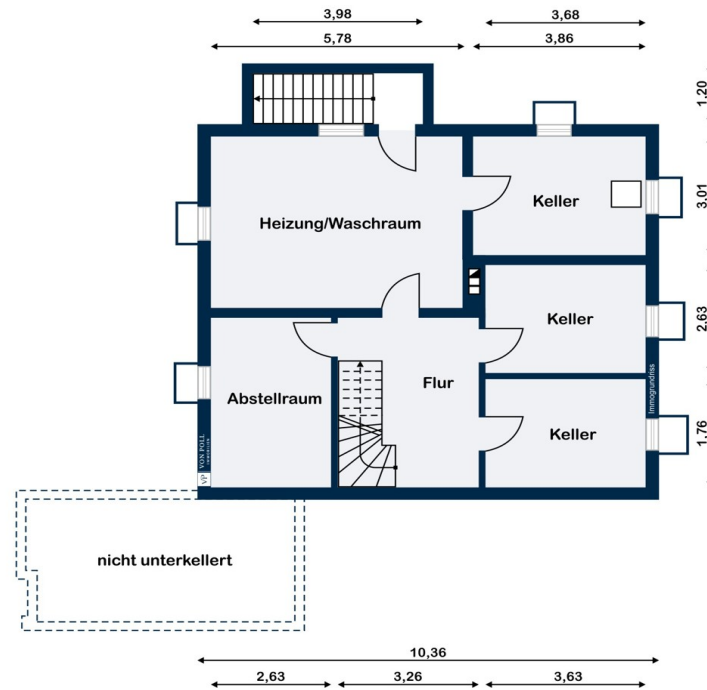 3,98
3,68
5,78
3,86
1,20
Heizung/Waschraum
Keller
3,01
Keller
2,63
Abstellraum
Flur
Immogrundriss
Keller
1,76
VP
VON POLL
nicht unterkellert
10,36
2,63
3,26
3,63